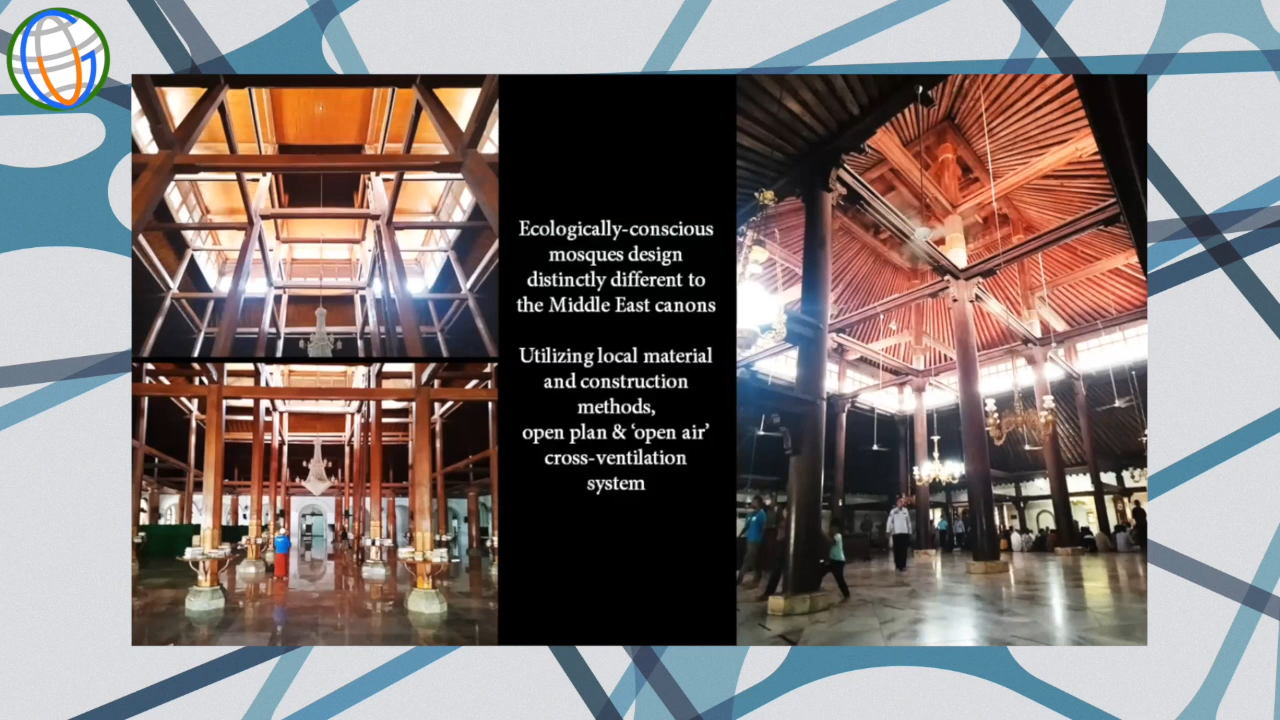 Ecologically-conscious
mosques design
distinctly different to
the Middle East canons
Utilizing local material
and construction
methods,
open plan & ‘open air’
cross-ventilation
system